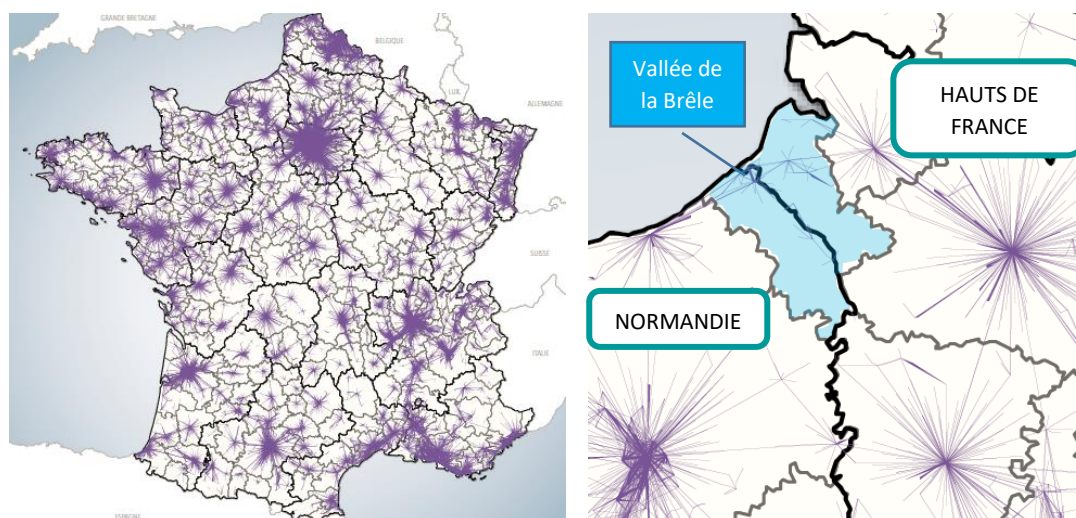 GRANDE BRETAGNE
BELGIQUE
LUX.
ALLEMAGNE
SUISSE
ITALIE
ESPAGNE
Vallée de
la Brêle
HAUTS DE
FRANCE
NORMANDIE